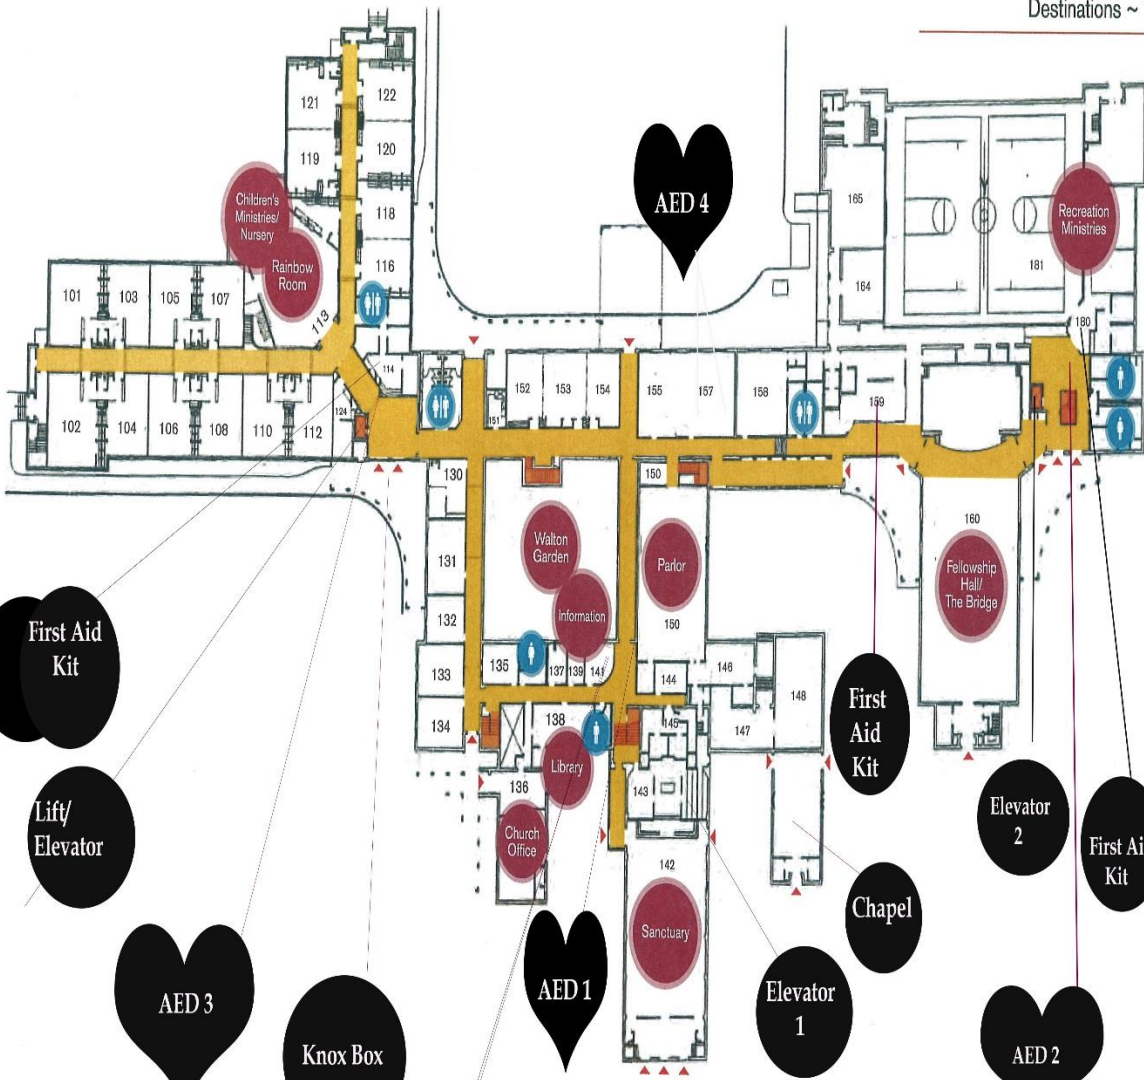 Destinations ~
121
122
119
120
118
116
Children's
Ministries/
Nursery
Rainbow
Room
101
103
105
107
113
114
124
102
104
106
108
110
112
AED 4
165
164
181
Recreation
Ministries
180
152
153
154
151
155
157
158
159
130
131
132
133
134
Walton
Garden
Information
150
Parlor
150
160
Fellowship
Hall/
The Bridge
135
137
139
141
144
146
148
147
145
138
Library
136
143
Church
Office
142
Sanctuary
First Aid
Kit
Lift/
Elevator
AED 3
Knox Box
AED 1
Elevator
1
Chapel
First
Aid
Kit
Elevator
2
First Ai
Kit
AED 2